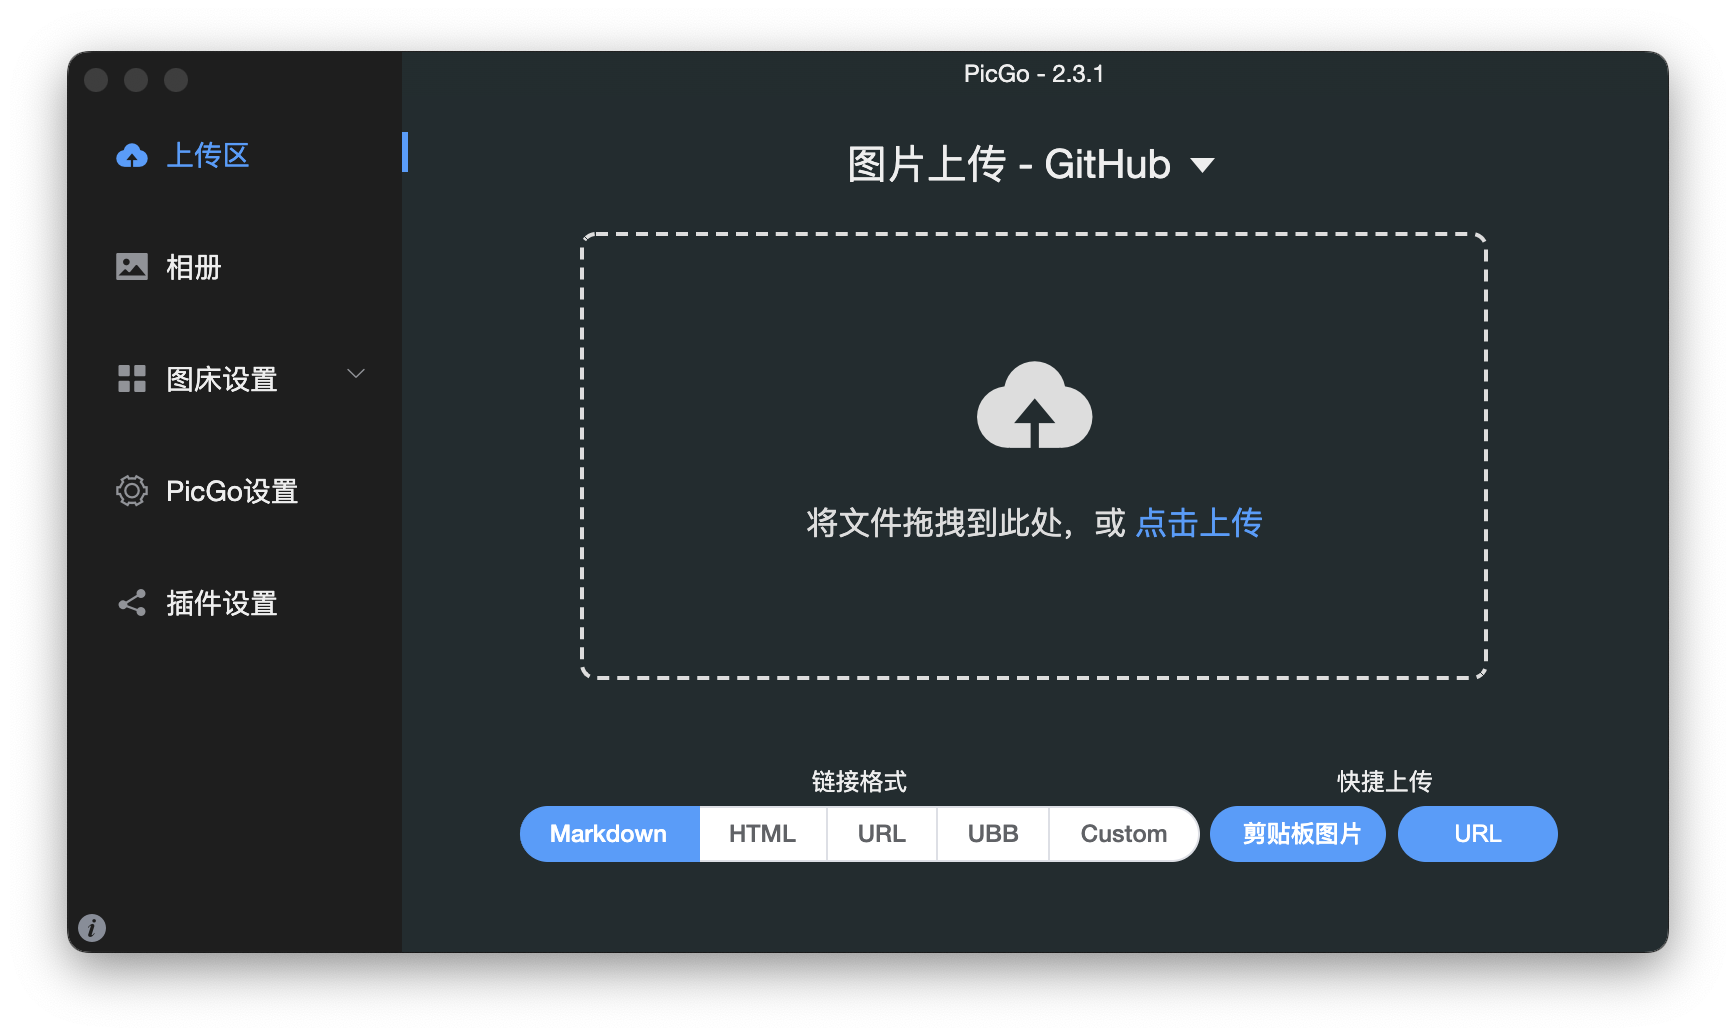 PicGo - 2.3.1
上传区
相册
图床设置
PicGo设置
插件设置
图片上传 - GitHub
将文件拖拽到此处，或 点击上传
链接格式
Markdown HTML URL UBB Custom
快捷上传
剪贴板图片 URL
i